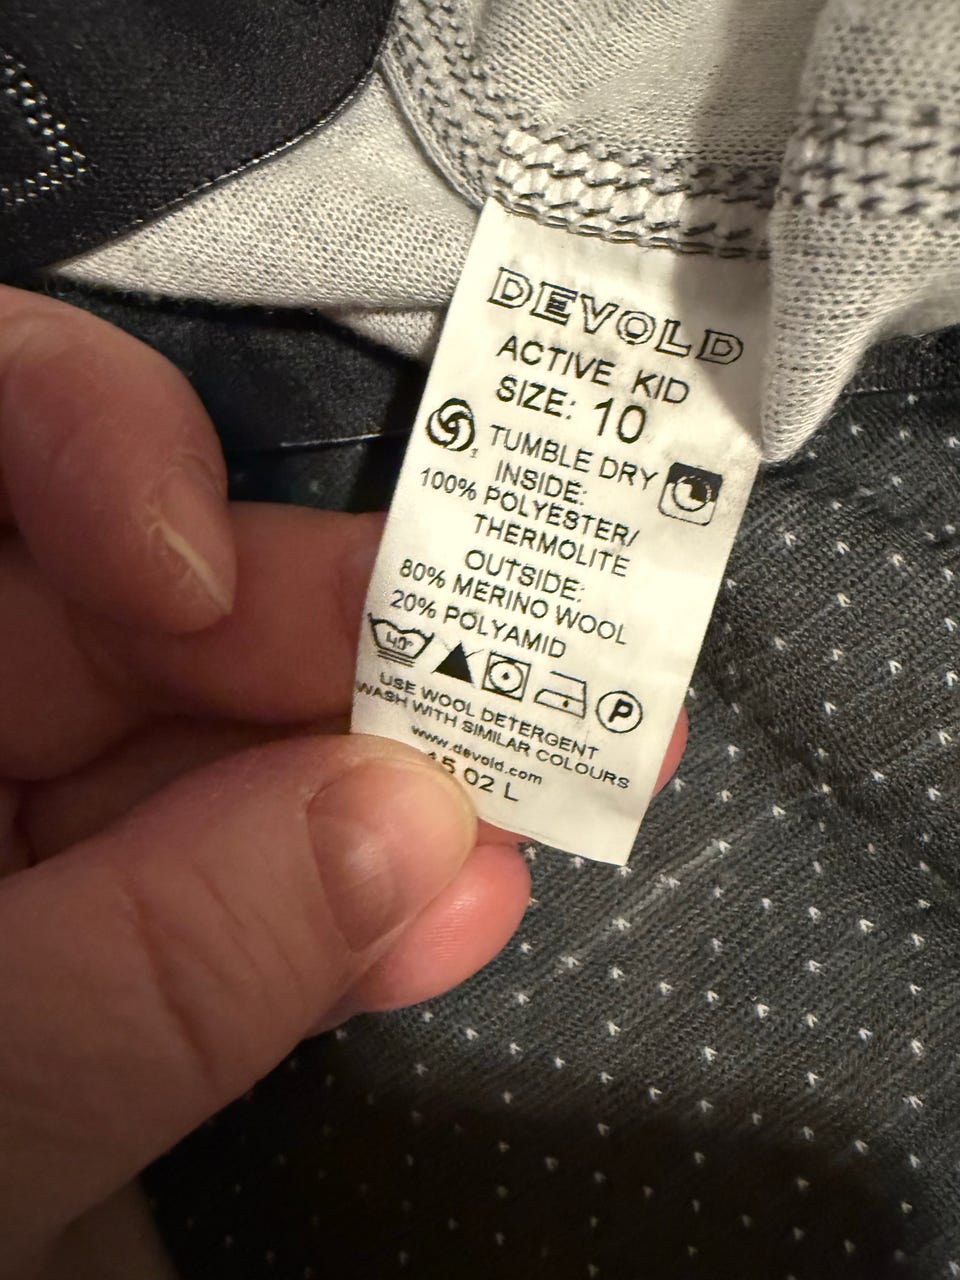 DEVOLD
ACTIVE KID
SIZE: 10
TUMBLE DRY
INSIDE:
100% POLYESTER/
THERMOLITE
OUTSIDE:
80% MERINO WOOL
20% POLYAMID
40° P
USE WOOL DETERGENT
WASH WITH SIMILAR COLOURS
www.devold.com
02 L